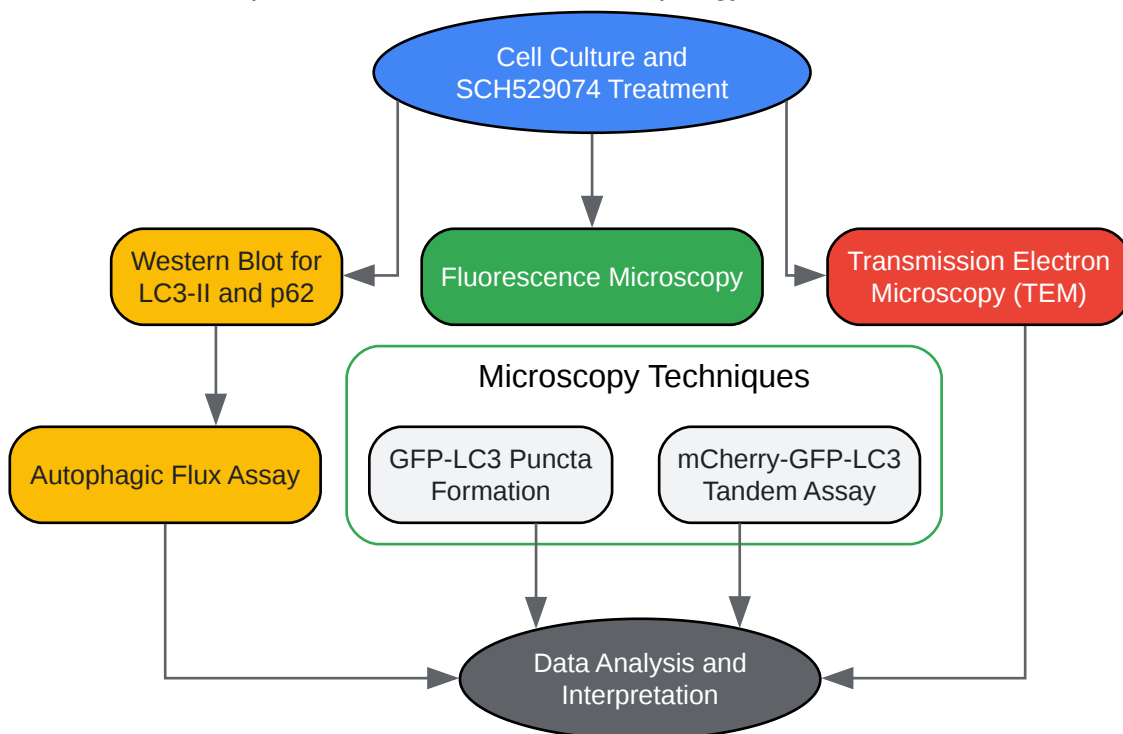 Cell Culture and
SCH529074 Treatment
Western Blot for
LC3-II and p62
Fluorescence Microscopy
Transmission Electron
Microscopy (TEM)
Microscopy Techniques
Autophagic Flux Assay
GFP-LC3 Puncta
Formation
mCherry-GFP-LC3
Tandem Assay
Data Analysis and
Interpretation